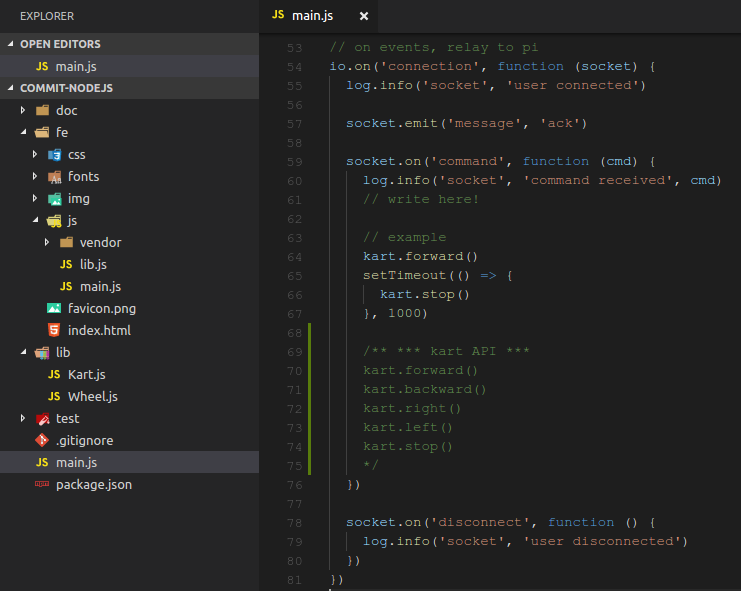 EXPLORER
OPEN EDITORS
JS main.js
COMMIT-NODEJS
doc
fe
css
fonts
img
js
vendor
JS lib.js
JS main.js
favicon.png
index.html
lib
JS Kart.js
JS Wheel.js
test
.gitignore
JS main.js
package.json
JS main.js ×
53 // on events, relay to pi
54 io.on('connection', function (socket) {
55 log.info('socket', 'user connected')
56
57 socket.emit('message', 'ack')
58
59 socket.on('command', function (cmd) {
60 log.info('socket', 'command received', cmd)
61 // write here!
62
63 // example
64 kart.forward()
65 setTimeout(() => {
66 kart.stop()
67 }, 1000)
68
69 /** *** kart API ***
70 kart.forward()
71 kart.backward()
72 kart.right()
73 kart.left()
74 kart.stop()
75 */
76 })
77
78 socket.on('disconnect', function () {
79 log.info('socket', 'user disconnected')
80 })
81 })